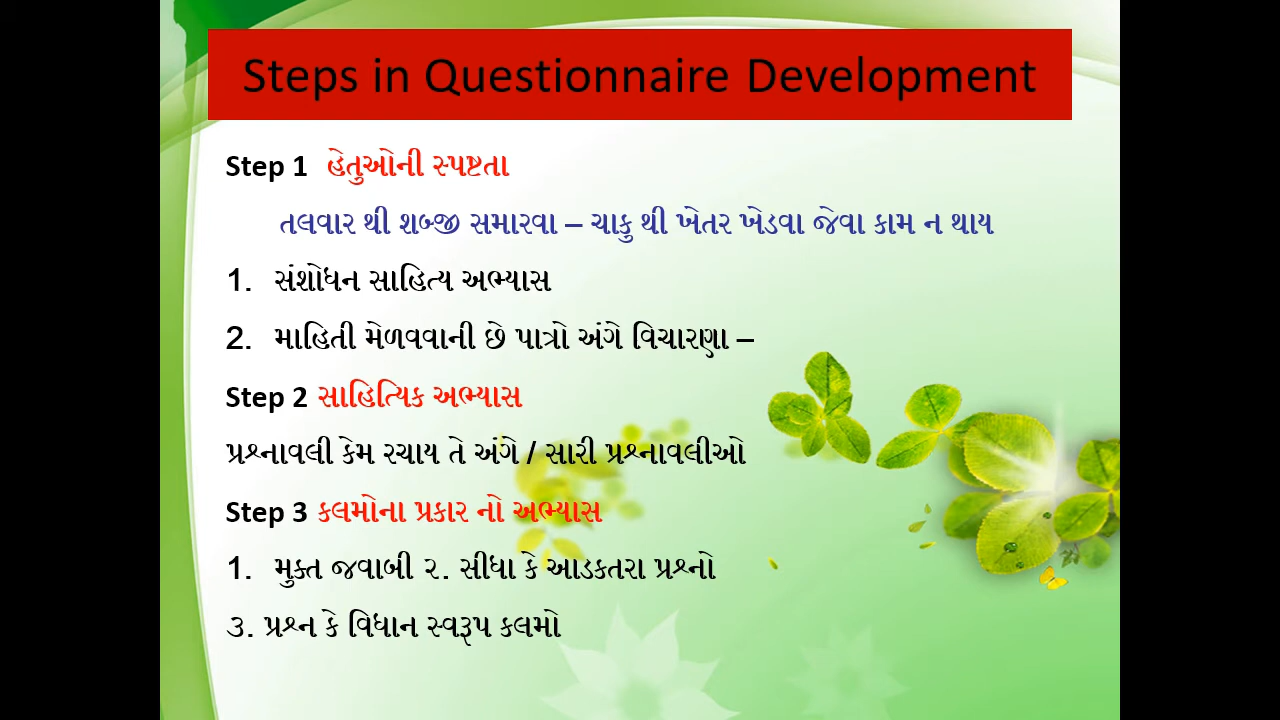 Steps in Questionnaire Development
Step 1 હેતુઓની સ્પષ્ટતા
તલવાર થી શબ્જી સમારવા – ચાકુ થી ખેતર ખેડવા જેવા કામ ન થાય
1. સંશોધન સાહિત્ય અભ્યાસ
2. માહિતી મેળવવાની છે પાત્રો અંગે વિચારણા –
Step 2 સાહિત્યિક અભ્યાસ
પ્રશ્નાવલી કેમ રચાય તે અંગે / સારી પ્રશ્નાવલીઓ
Step 3 કલમોના પ્રકાર નો અભ્યાસ
1. મુક્ત જવાબી ૨. સીધા કે આડકતરા પ્રશ્નો
૩. પ્રશ્ન કે વિધાન સ્વરૂપ કલમો